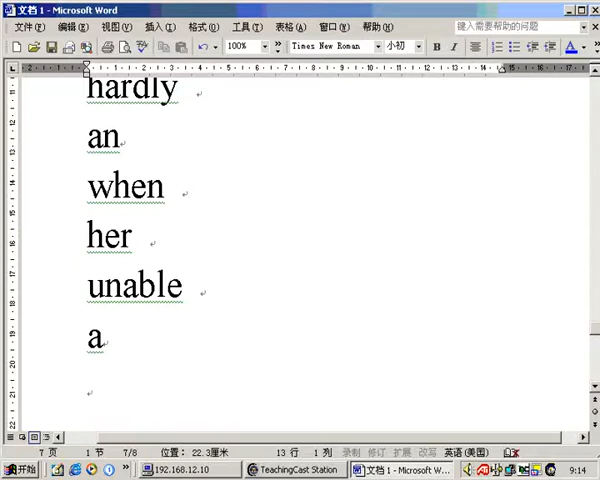 文档 1 - Microsoft Word
文件(F) 编辑(E) 视图(V) 插入(I) 格式(O) 工具(T) 表格(A) 窗口(W) 帮助(H) 键入需要帮助的问题
100% Times New Roman 小初 B I U A
hardly
an
when
her
unable
a
7 页 1 节 7/8 位置: 22.3厘米 13 行 1 列 录制 修订 扩展 改写 英语(美国)
开始 192.168.12.10 TeachingCast Station 文档 1 - Microsoft W... 9:14